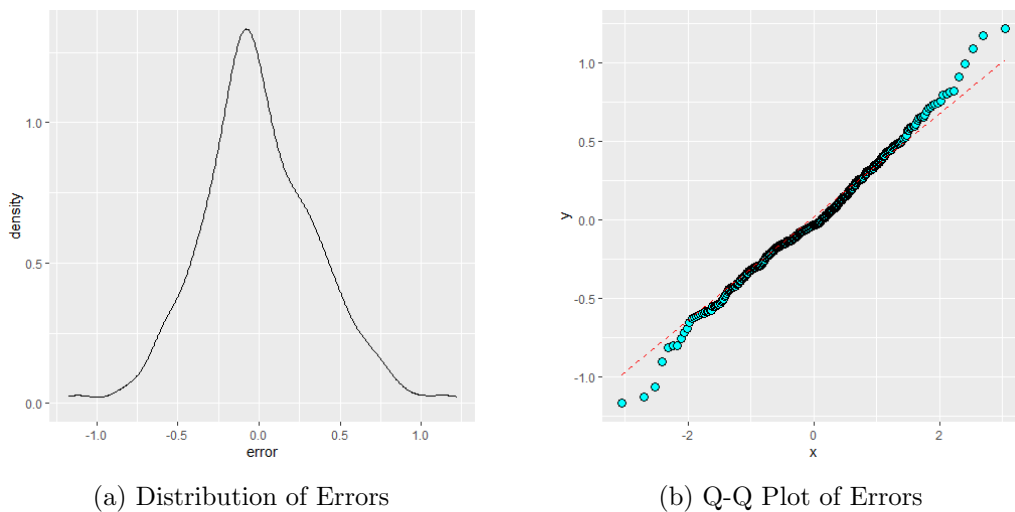 1.0
0.5
0.0
density
-1.0 -0.5 0.0 0.5 1.0
error
(a) Distribution of Errors
1.0
0.5
0.0
-0.5
-1.0
y
-2 0 2
x
(b) Q-Q Plot of Errors